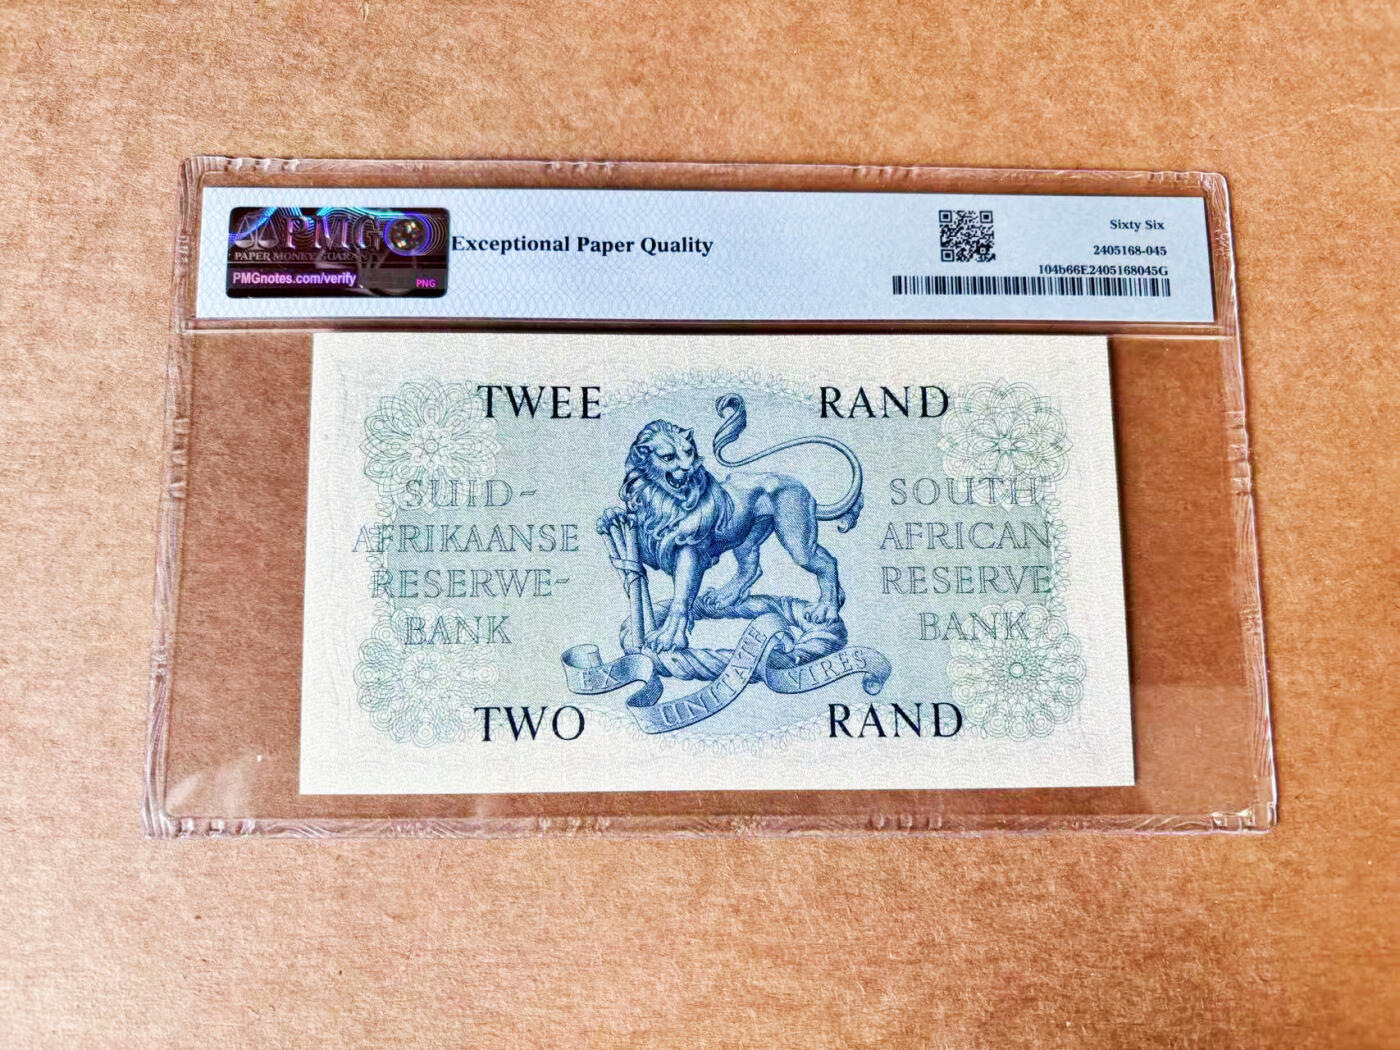 PMG
PAPER MONEY GUARANTY
PMGnotes.com/verify
PNG
Exceptional Paper Quality
Sixty Six
2405168-045
104b66E2405168045G
TWEE RAND
SUID-
AFRIKAANSE
RESERWE-
BANK
SOUTH
AFRICAN
RESERVE
BANK
EX UNITATE VIRES
TWO RAND